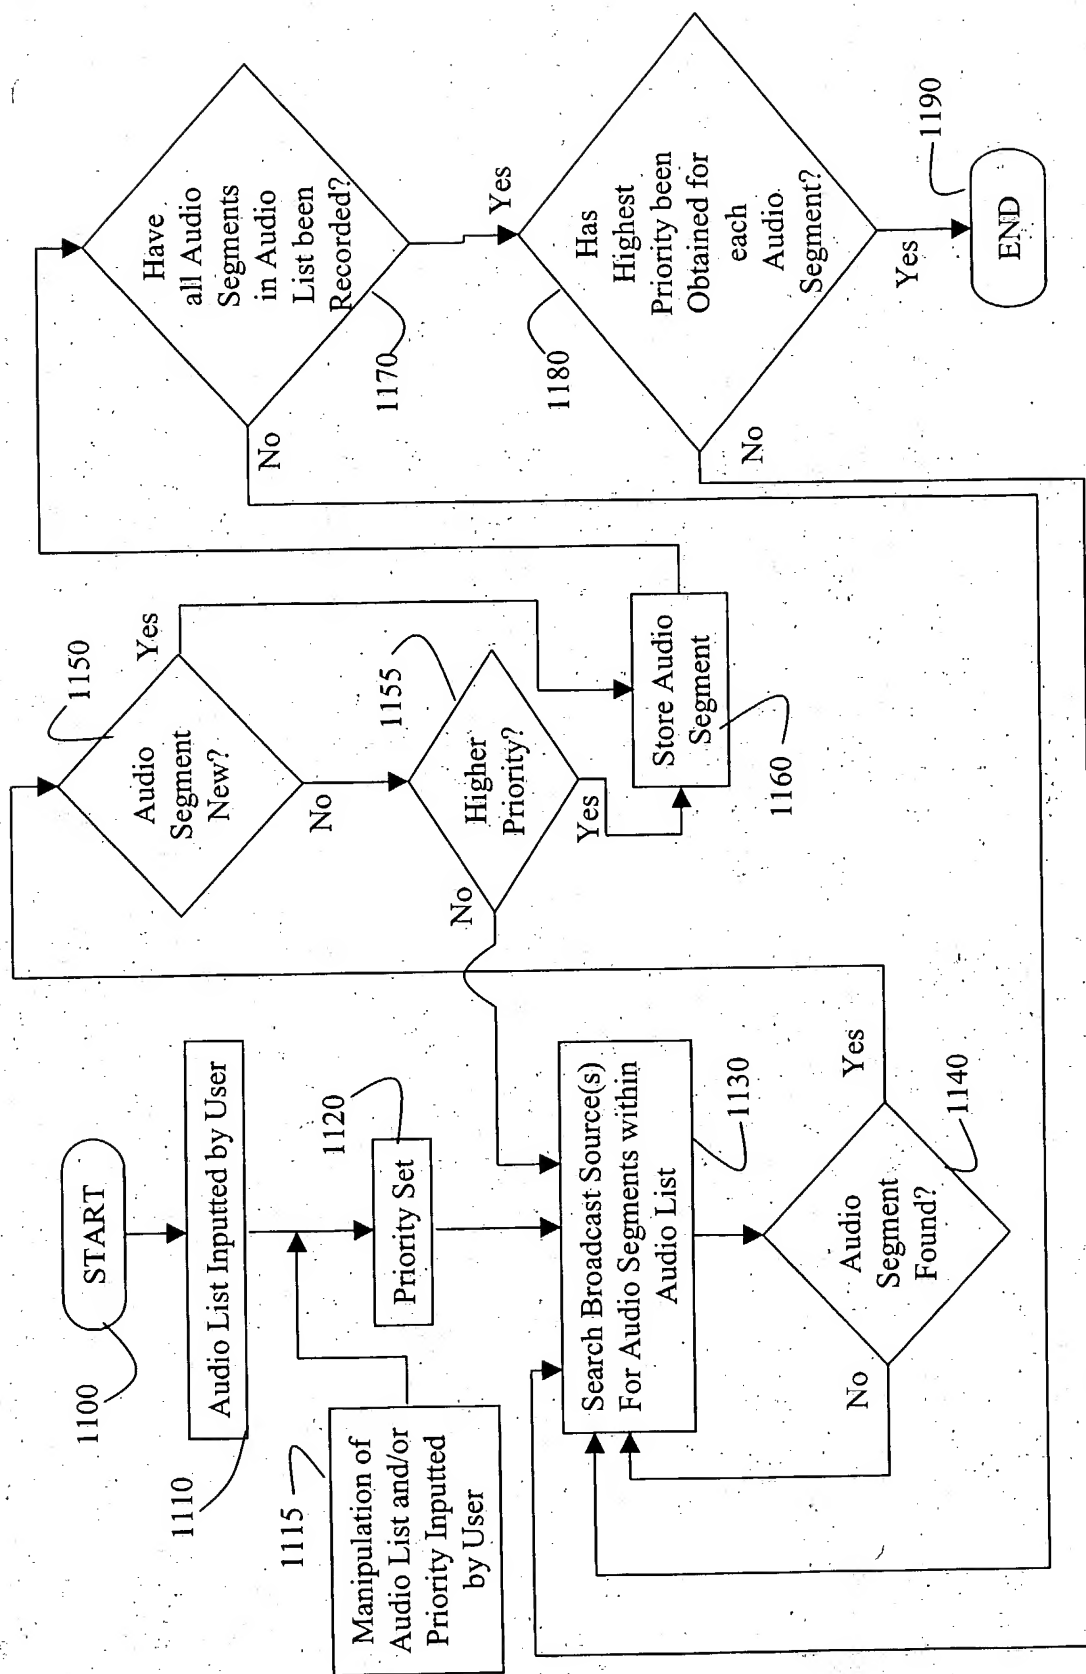 START
1100
Audio List Inputted by User
1110
Manipulation of
Audio List and/or
Priority Inputted
by User
1115
Priority Set
1120
Search Broadcast Source(s)
For Audio Segments within
Audio List
1130
Audio
Segment
Found?
1140
No
Yes
Audio
Segment
New?
1150
Yes
No
Higher
Priority?
1155
No
Yes
Store Audio
Segment
1160
Have
all Audio
Segments
in Audio
List been
Recorded?
1170
No
Yes
Has
Highest
Priority been
Obtained for
each
Audio
Segment?
1180
No
Yes
END
1190